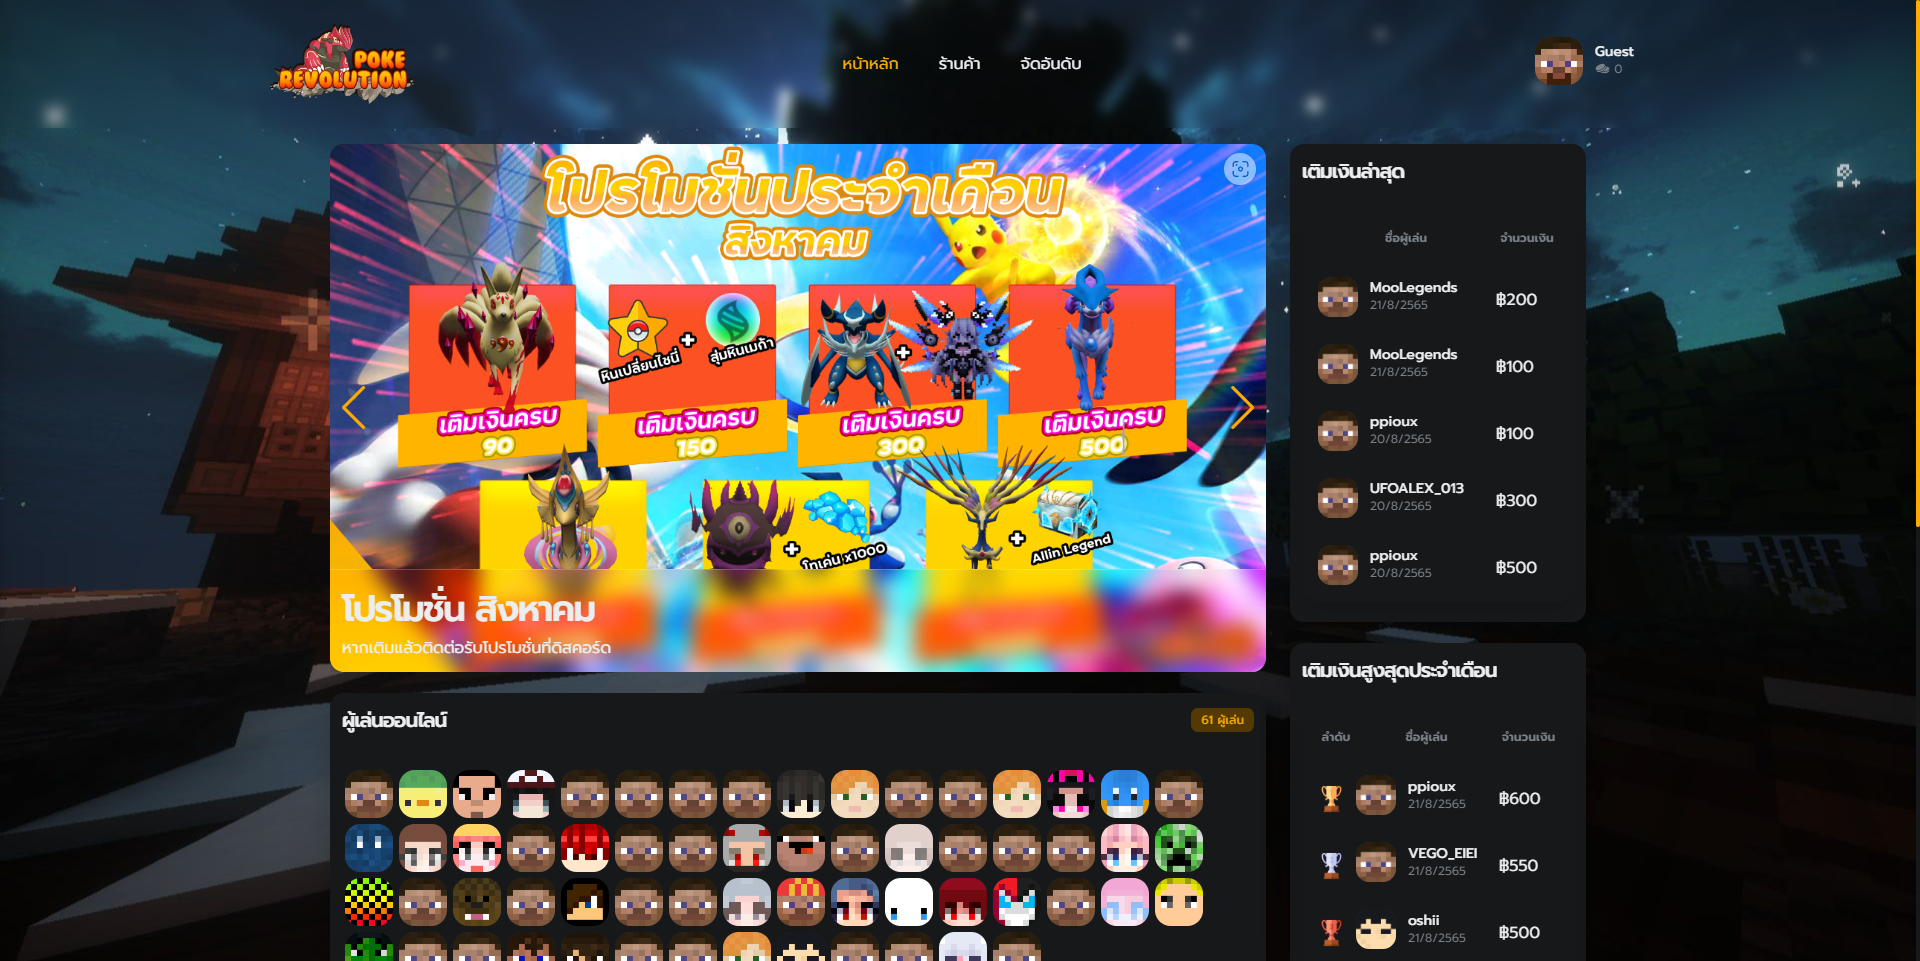 POKE
REVOLUTION
หน้าหลัก
ร้านค้า
จัดอันดับ
Guest
0
โปรโมชั่นประจำเดือน
สิงหาคม
หินเปลี่ยนไชนี่
สุ่มหินเมก้า
เติมเงินครบ
90
เติมเงินครบ
150
เติมเงินครบ
300
เติมเงินครบ
500
โทเค่น x1000
Allin Legend
โปรโมชั่น สิงหาคม
หากเติมแล้วติดต่อรับโปรโมชั่นที่ดิสคอร์ด
ผู้เล่นออนไลน์
61 ผู้เล่น
เติมเงินล่าสุด
ชื่อผู้เล่น จำนวนเงิน
MooLegends
21/8/2565
฿200
MooLegends
21/8/2565
฿100
ppioux
20/8/2565
฿100
UFOALEX_013
20/8/2565
฿300
ppioux
20/8/2565
฿500
เติมเงินสูงสุดประจำเดือน
ลำดับ ชื่อผู้เล่น จำนวนเงิน
ppioux
21/8/2565
฿600
VEGO_EIEI
21/8/2565
฿550
oshii
21/8/2565
฿500